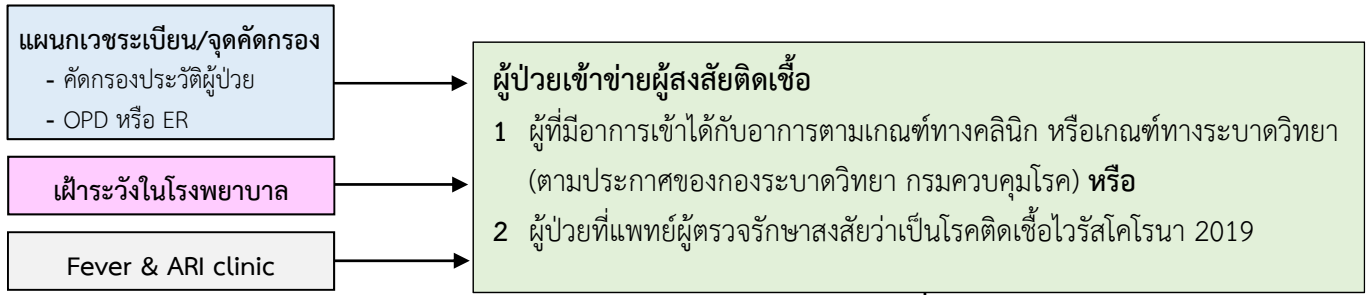 แผนกเวชระเบียน/จุดคัดกรอง
- คัดกรองประวัติผู้ป่วย
- OPD หรือ ER
เฝ้าระวังในโรงพยาบาล
Fever & ARI clinic
ผู้ป่วยเข้าข่ายผู้สงสัยติดเชื้อ
1 ผู้ที่มีอาการเข้าได้กับอาการตามเกณฑ์ทางคลินิก หรือเกณฑ์ทางระบาดวิทยา
(ตามประกาศของกองระบาดวิทยา กรมควบคุมโรค) หรือ
2 ผู้ป่วยที่แพทย์ผู้ตรวจรักษาสงสัยว่าเป็นโรคติดเชื้อไวรัสโคโรนา 2019